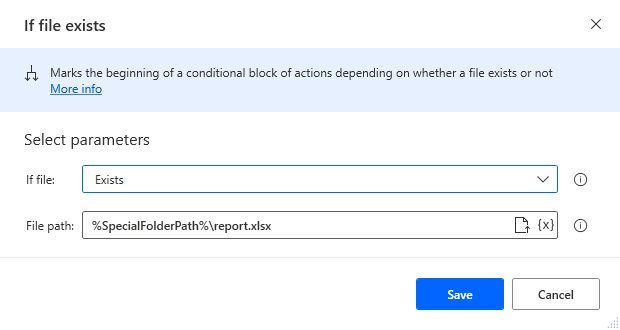 If file exists
Marks the beginning of a conditional block of actions depending on whether a file exists or not
More info
Select parameters
If file:
Exists
File path:
%SpecialFolderPath%\report.xlsx
{x}
Save
Cancel